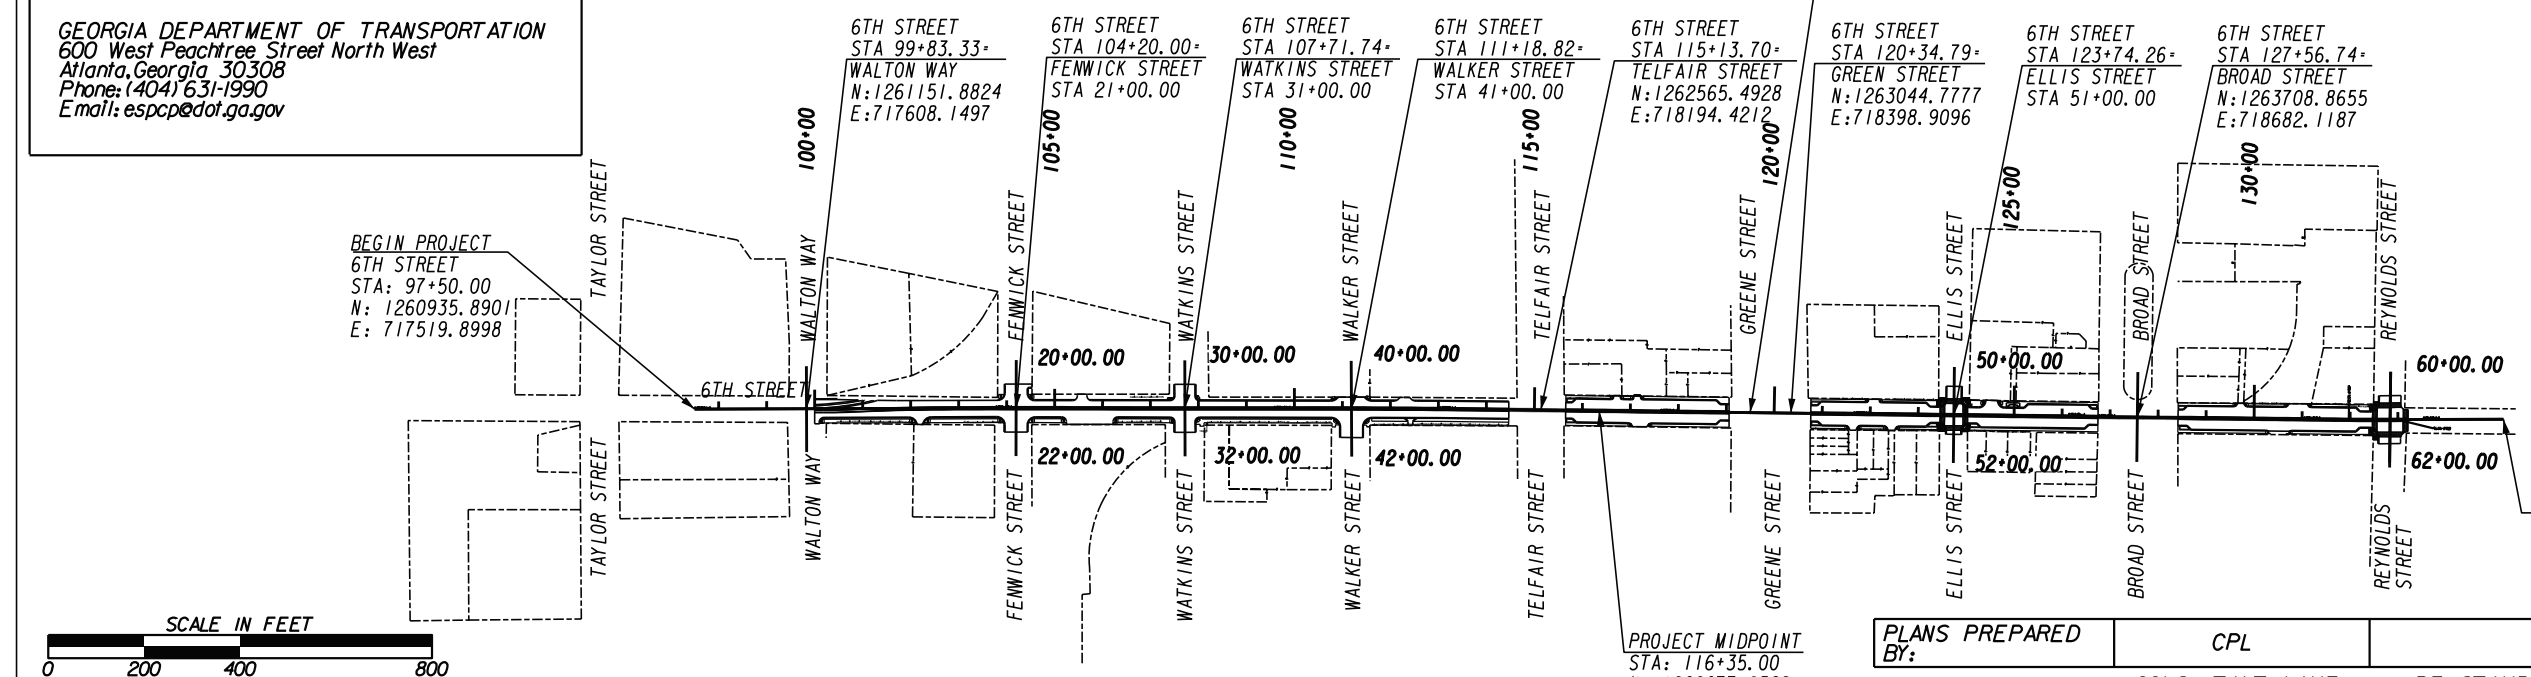 GEORGIA DEPARTMENT OF TRANSPORTATION
600 West Peachtree Street North West
Atlanta, Georgia 30308
Phone: (404) 631-1990
Email: espcp@dot.ga.gov
6TH STREET
STA 99+83.33=
WALTON WAY
N:1261151.8824
E:717608.1497
6TH STREET
STA 104+20.00=
FENWICK STREET
STA 21+00.00
6TH STREET
STA 107+71.74=
WATKINS STREET
STA 31+00.00
6TH STREET
STA 111+18.82=
WALKER STREET
STA 41+00.00
6TH STREET
STA 115+13.70=
TELFAIR STREET
N:1262565.4928
E:718194.4212
6TH STREET
STA 120+34.79=
GREEN STREET
N:1263044.7777
E:718398.9096
6TH STREET
STA 123+74.26=
ELLIS STREET
STA 51+00.00
6TH STREET
STA 127+56.74=
BROAD STREET
N:1263708.8655
E:718682.1187
100+00
105+00
110+00
115+00
120+00
125+00
130+00
BEGIN PROJECT
6TH STREET
STA: 97+50.00
N: 1260935.8901
E: 717519.8998
TAYLOR STREET
WALTON WAY
FENWICK STREET
WATKINS STREET
WALKER STREET
TELFAIR STREET
GREENE STREET
ELLIS STREET
BROAD STREET
REYNOLDS STREET
20+00.00
30+00.00
40+00.00
50+00.00
60+00.00
6TH STREET
22+00.00
32+00.00
42+00.00
52+00.00
62+00.00
TAYLOR STREET
WALTON WAY
FENWICK STREET
WATKINS STREET
WALKER STREET
TELFAIR STREET
GREENE STREET
ELLIS STREET
BROAD STREET
REYNOLDS
STREET
SCALE IN FEET
0 200 400 800
PROJECT MIDPOINT
STA: 116+35.00
PLANS PREPARED
BY:
CPL